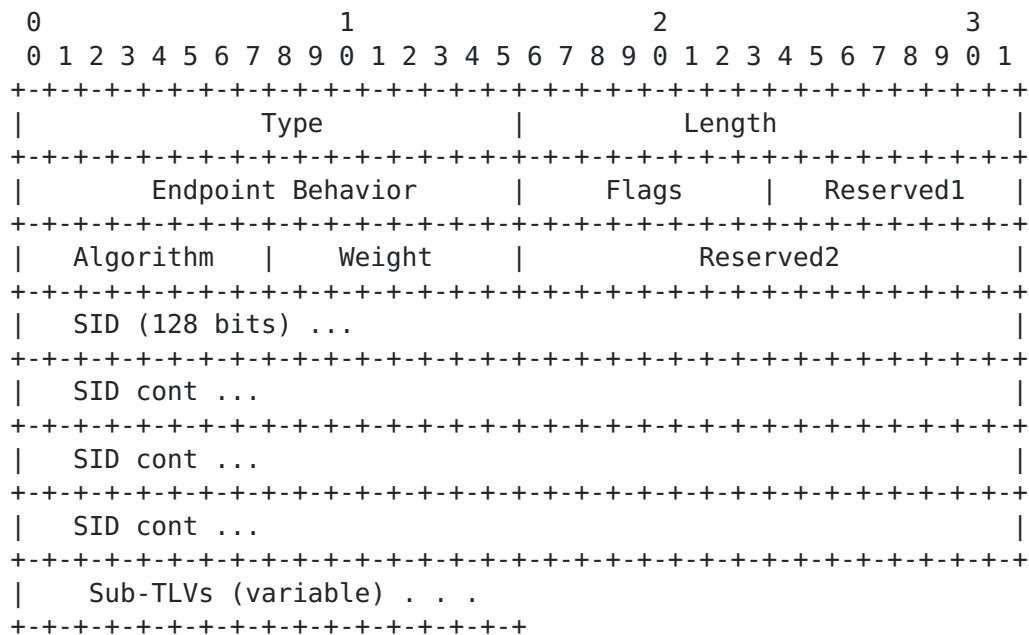 0                   1                   2                   3
 0 1 2 3 4 5 6 7 8 9 0 1 2 3 4 5 6 7 8 9 0 1 2 3 4 5 6 7 8 9 0 1
+-+-+-+-+-+-+-+-+-+-+-+-+-+-+-+-+-+-+-+-+-+-+-+-+-+-+-+-+-+-+-+-+
|               Type            |          Length               |
+-+-+-+-+-+-+-+-+-+-+-+-+-+-+-+-+-+-+-+-+-+-+-+-+-+-+-+-+-+-+-+-+
|        Endpoint Behavior      |     Flags     |   Reserved1   |
+-+-+-+-+-+-+-+-+-+-+-+-+-+-+-+-+-+-+-+-+-+-+-+-+-+-+-+-+-+-+-+-+
|   Algorithm   |    Weight     |           Reserved2           |
+-+-+-+-+-+-+-+-+-+-+-+-+-+-+-+-+-+-+-+-+-+-+-+-+-+-+-+-+-+-+-+-+
|   SID (128 bits) ...                                          |
+-+-+-+-+-+-+-+-+-+-+-+-+-+-+-+-+-+-+-+-+-+-+-+-+-+-+-+-+-+-+-+-+
|   SID cont ...                                                |
+-+-+-+-+-+-+-+-+-+-+-+-+-+-+-+-+-+-+-+-+-+-+-+-+-+-+-+-+-+-+-+-+
|   SID cont ...                                                |
+-+-+-+-+-+-+-+-+-+-+-+-+-+-+-+-+-+-+-+-+-+-+-+-+-+-+-+-+-+-+-+-+
|   SID cont ...                                                |
+-+-+-+-+-+-+-+-+-+-+-+-+-+-+-+-+-+-+-+-+-+-+-+-+-+-+-+-+-+-+-+-+
|    Sub-TLVs (variable) . . .
+-+-+-+-+-+-+-+-+-+-+-+-+-+-+-+-+